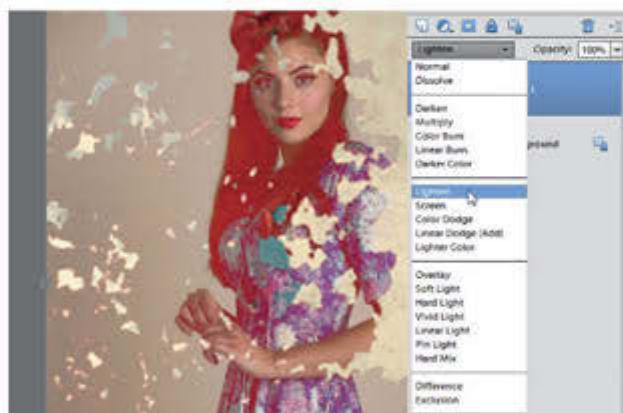 Lighten
Opacity: 100%
Normal
Dissolve
Darken
Multiply
Color Burn
Linear Burn
Darker Color
Lighten
Screen
Color Dodge
Linear Dodge (Add)
Lighter Color
Overlay
Soft Light
Hard Light
Vivid Light
Linear Light
Pin Light
Hard Mix
Difference
Exclusion